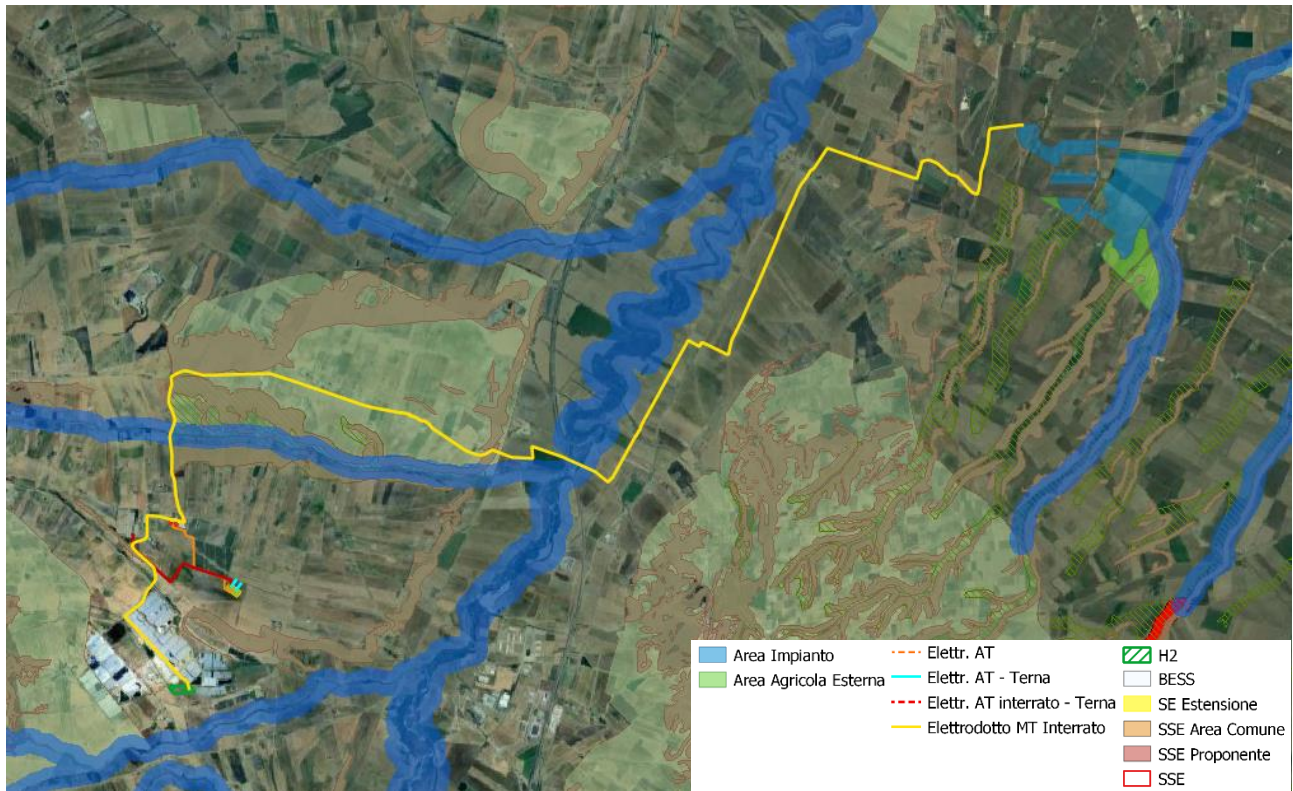 Area Impianto
Area Agricola Esterna
Elettr. AT
Elettr. AT - Terna
Elettr. AT interrato - Terna
Elettrodotto MT Interrato
H2
BESS
SE Estensione
SSE Area Comune
SSE Proponente
SSE